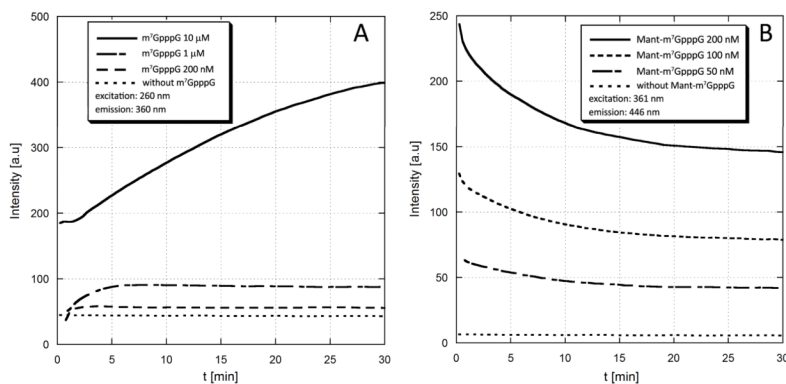 A
m⁷GpppG 10 μM
m⁷GpppG 1 μM
m⁷GpppG 200 nM
without m⁷GpppG
excitation: 260 nm
emission: 360 nm
500
400
300
200
100
0
Intensity [a.u]
0 5 10 15 20 25 30
t [min]
B
Mant-m⁷GpppG 200 nM
Mant-m⁷GpppG 100 nM
Mant-m⁷GpppG 50 nM
without Mant-m⁷GpppG
excitation: 361 nm
emission: 446 nm
250
200
150
100
50
0
Intensity [a.u]
0 5 10 15 20 25 30
t [min]